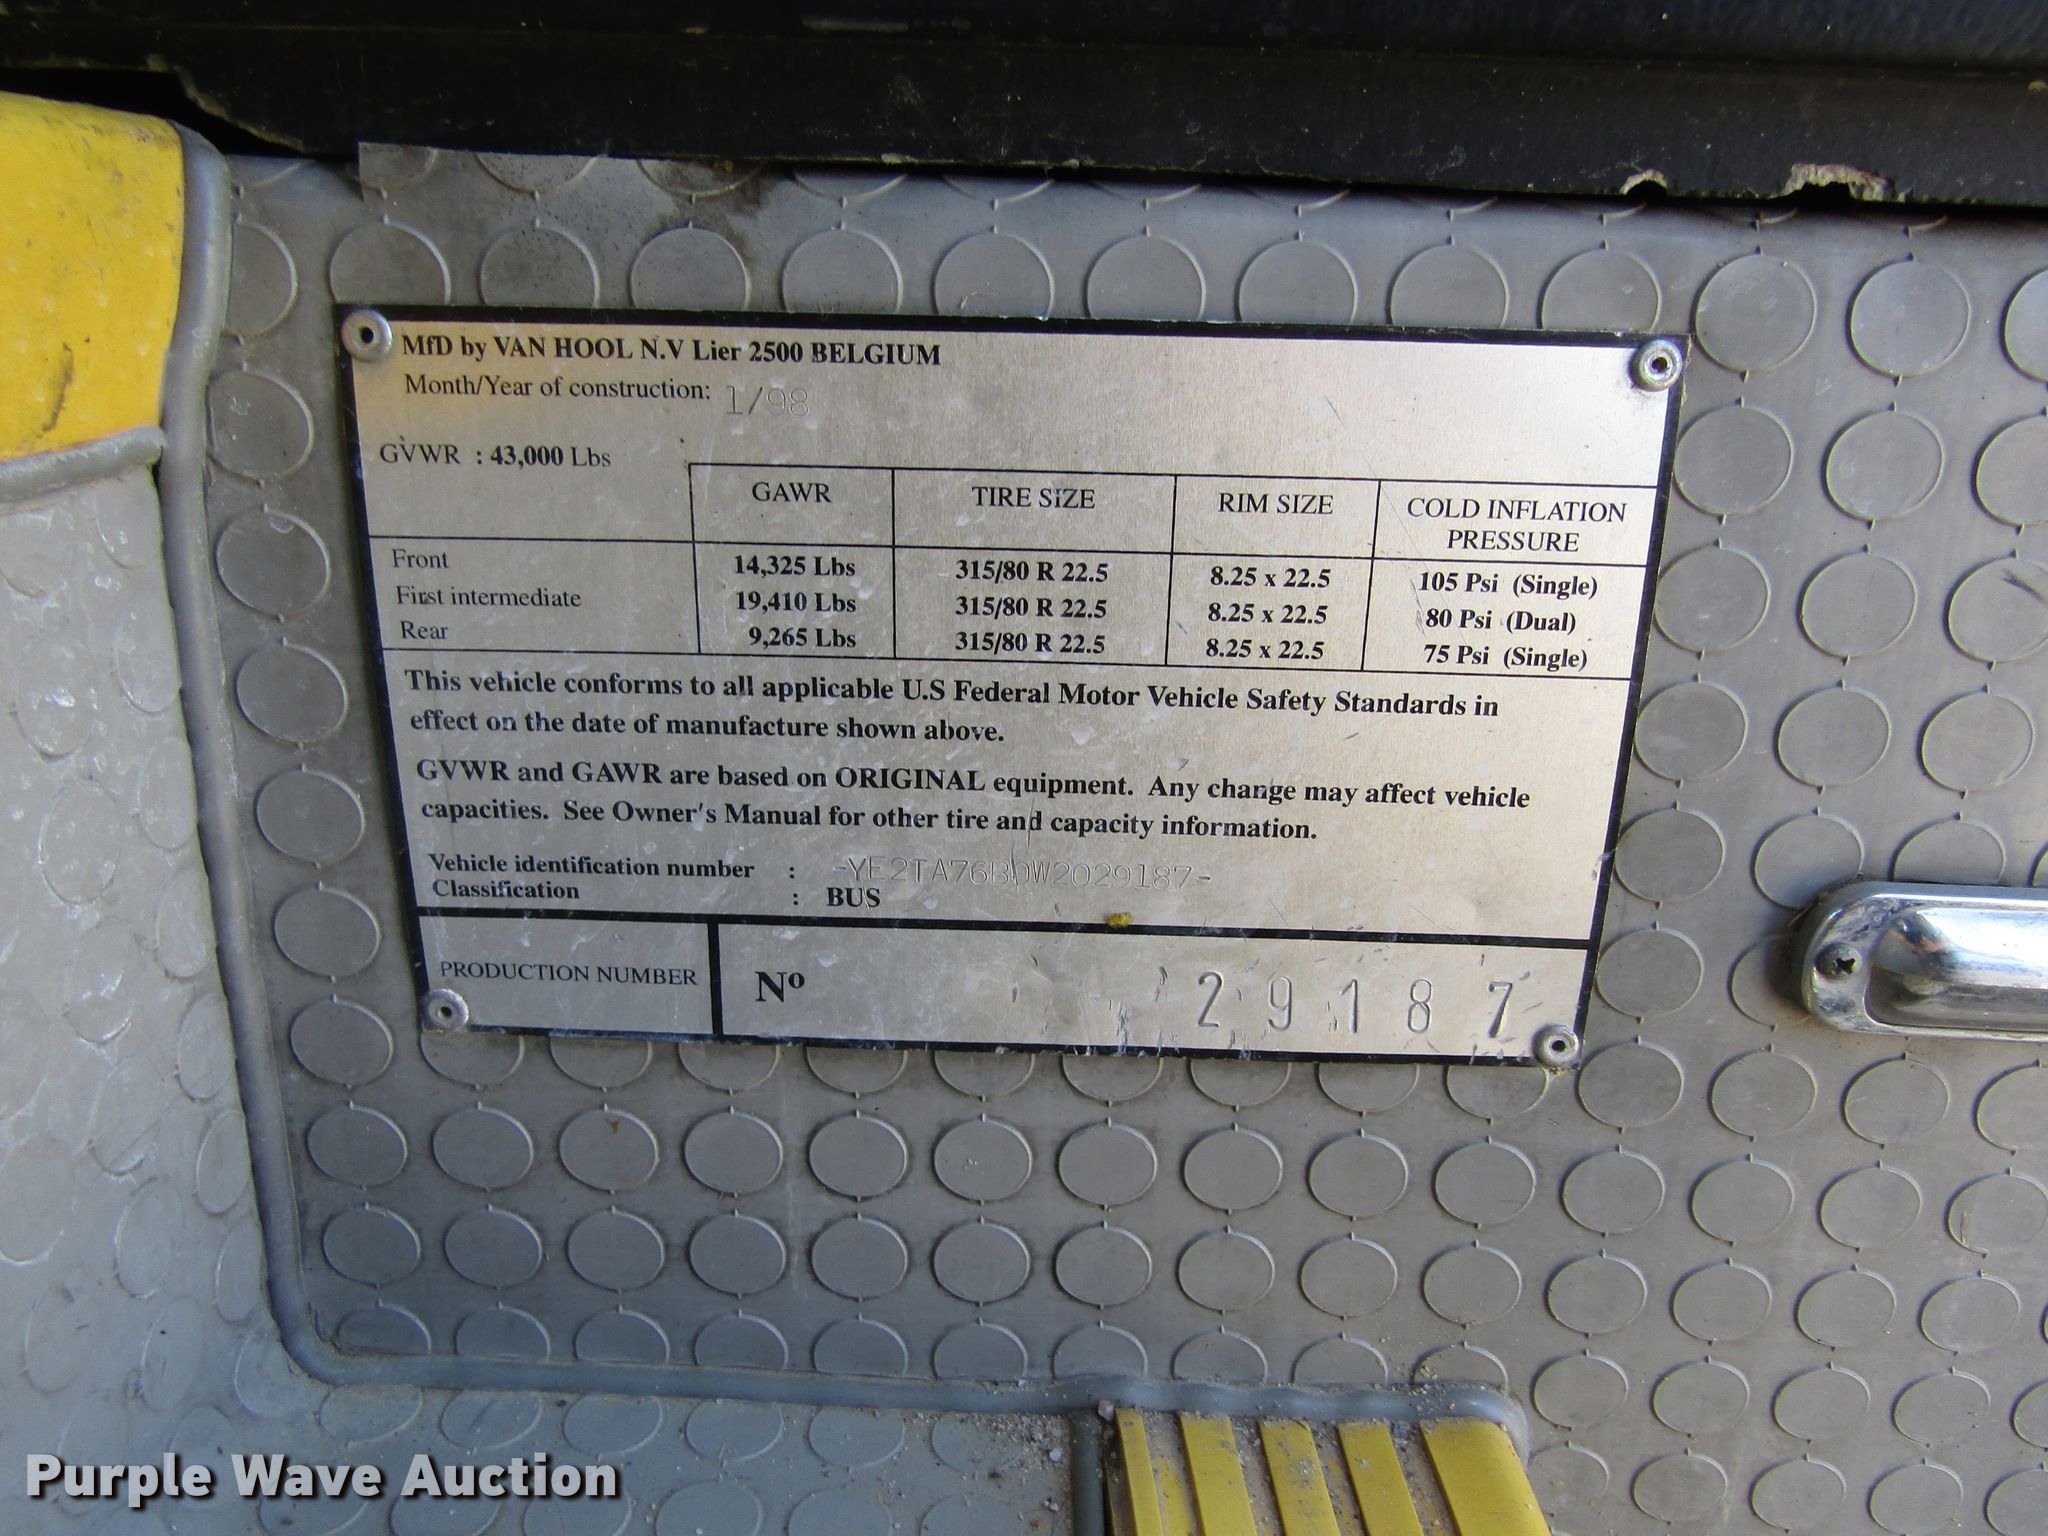 MfD by VAN HOOL N.V Lier 2500 BELGIUM
Month/Year of construction: 1/98
GVWR : 43,000 Lbs
GAWR TIRE SIZE RIM SIZE COLD INFLATION PRESSURE
Front 14,325 Lbs 315/80 R 22.5 8.25 x 22.5 105 Psi (Single)
First intermediate 19,410 Lbs 315/80 R 22.5 8.25 x 22.5 80 Psi (Dual)
Rear 9,265 Lbs 315/80 R 22.5 8.25 x 22.5 75 Psi (Single)
This vehicle conforms to all applicable U.S Federal Motor Vehicle Safety Standards in
effect on the date of manufacture shown above.
GVWR and GAWR are based on ORIGINAL equipment. Any change may affect vehicle
capacities. See Owner's Manual for other tire and capacity information.
Vehicle identification number : -YE2TA76B0W2029187-
Classification : BUS
PRODUCTION NUMBER Nº 29187
Purple Wave Auction